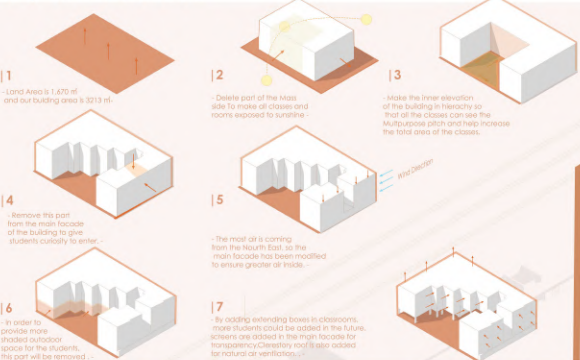 1
- Land Area is 1,670 ㎡
and our building area is 3213 ㎡-
2
- Delete part of the Mass
side To make all classes and
rooms exposed to sunshine -
3
- Make the inner elevation
of the building in hierachy so
that all the classes can see the
Multipurpose pitch and help increase
the total area of the classes.
4
- Remove this part
from the main facade
of the building to give
students curiosity to enter. -
5
Wind Direction
- The most air is coming
from the Nourth East, so the
main facade has been modified
to ensure greater air inside. -
6
- In order to
provide more
shaded outodoor
space for the students,
this part will be removed . -
7
- By adding extending boxes in classrooms,
more students could be added in the future.
screens are added in the main facade for
transparency.Clerestory roof is also added
for natural air ventilation. -